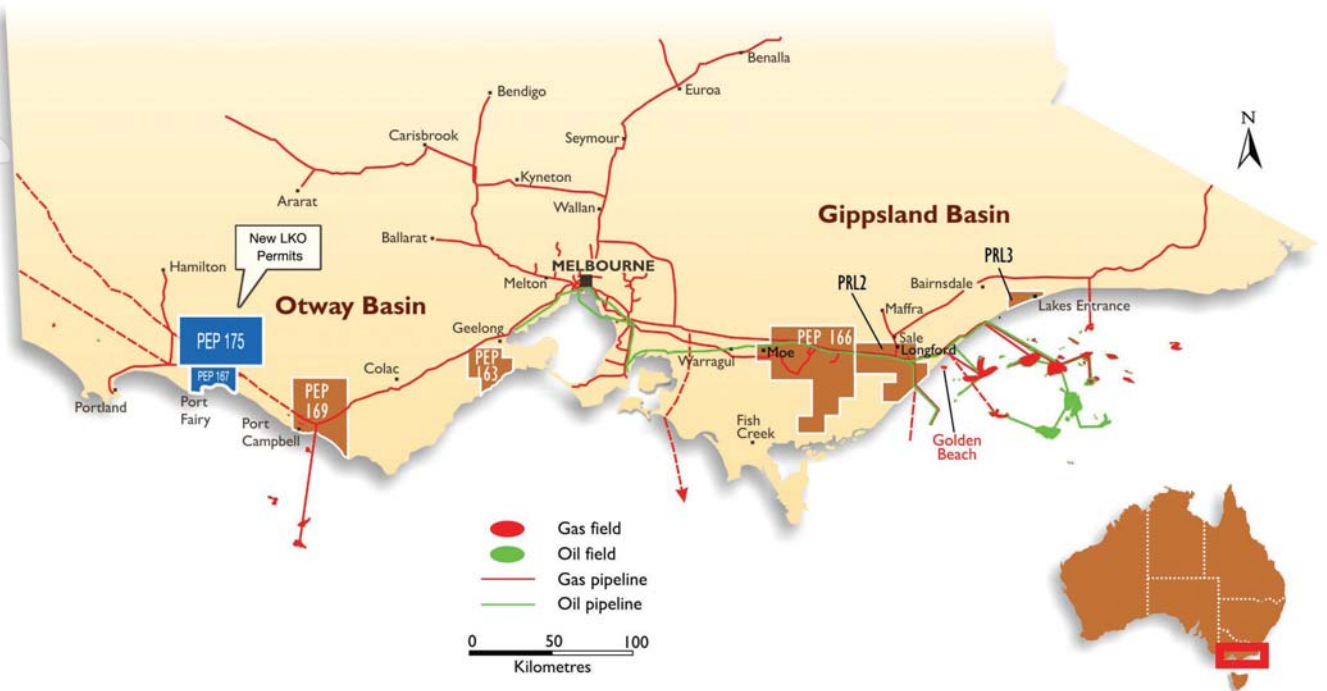 Benalla
Bendigo
Euroa
N
Carisbrook
Seymour
Kyneton
Ararat
Wallan
Gippsland Basin
New LKO
Permits
Ballarat
PRL3
Hamilton
MELBOURNE
Melton
Bairnsdale
PRL2
Otway Basin
Maffra
Lakes Entrance
Geelong
PEP 175
PEP 166
Sale
Longford
Moe
Warragul
PEP
163
Colac
PEP 167
PEP
169
Portland
Port
Fairy
Port
Campbell
Fish
Creek
Golden
Beach
Gas field
Oil field
Gas pipeline
Oil pipeline
0 50 100
Kilometres